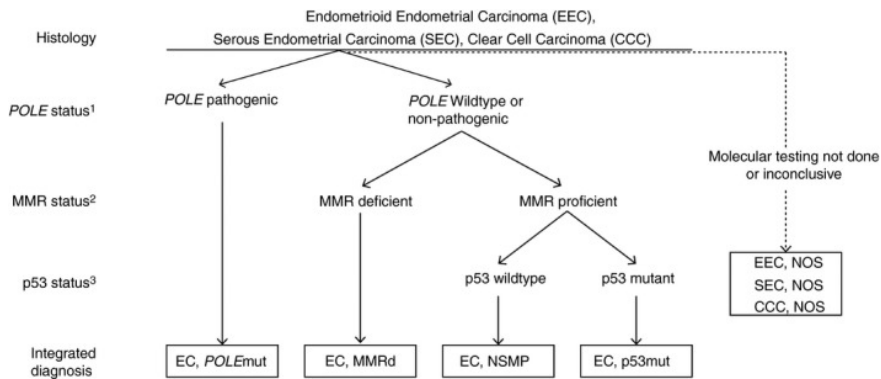 Endometrioid Endometrial Carcinoma (EEC),
Histology
Serous Endometrial Carcinoma (SEC), Clear Cell Carcinoma (CCC)
POLE status¹
POLE pathogenic
POLE Wildtype or
non-pathogenic
Molecular testing not done
or inconclusive
MMR status²
MMR deficient
MMR proficient
p53 status³
p53 wildtype
p53 mutant
EEC, NOS
SEC, NOS
CCC, NOS
Integrated
diagnosis
EC, POLEmut
EC, MMRd
EC, NSMP
EC, p53mut